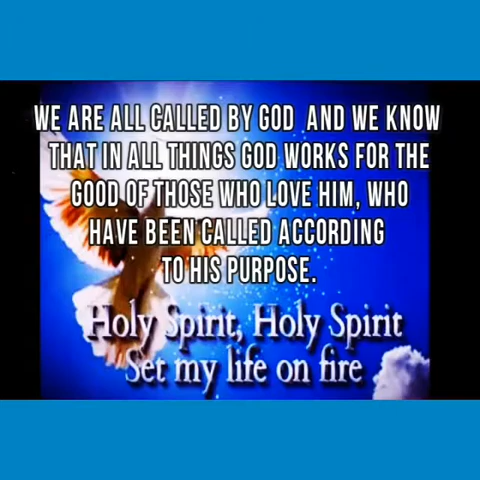 WE ARE ALL CALLED BY GOD AND WE KNOW
THAT IN ALL THINGS GOD WORKS FOR THE
GOOD OF THOSE WHO LOVE HIM, WHO
HAVE BEEN CALLED ACCORDING
TO HIS PURPOSE.
Holy Spirit, Holy Spirit
Set my life on fire